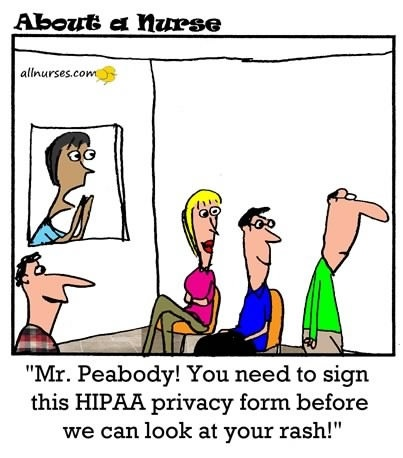 About a Nurse
allnurses.com
"Mr. Peabody! You need to sign
this HIPAA privacy form before
we can look at your rash!"